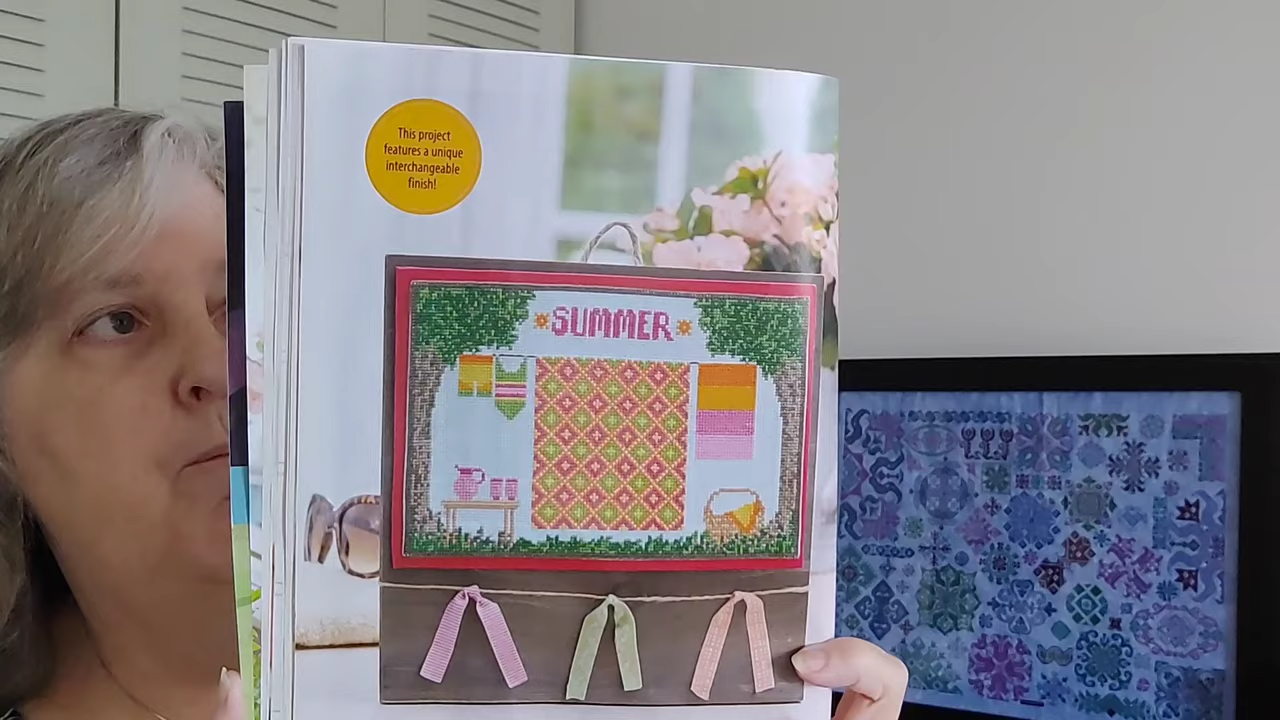 This project
features a unique
interchangeable
finish!
SUMMER